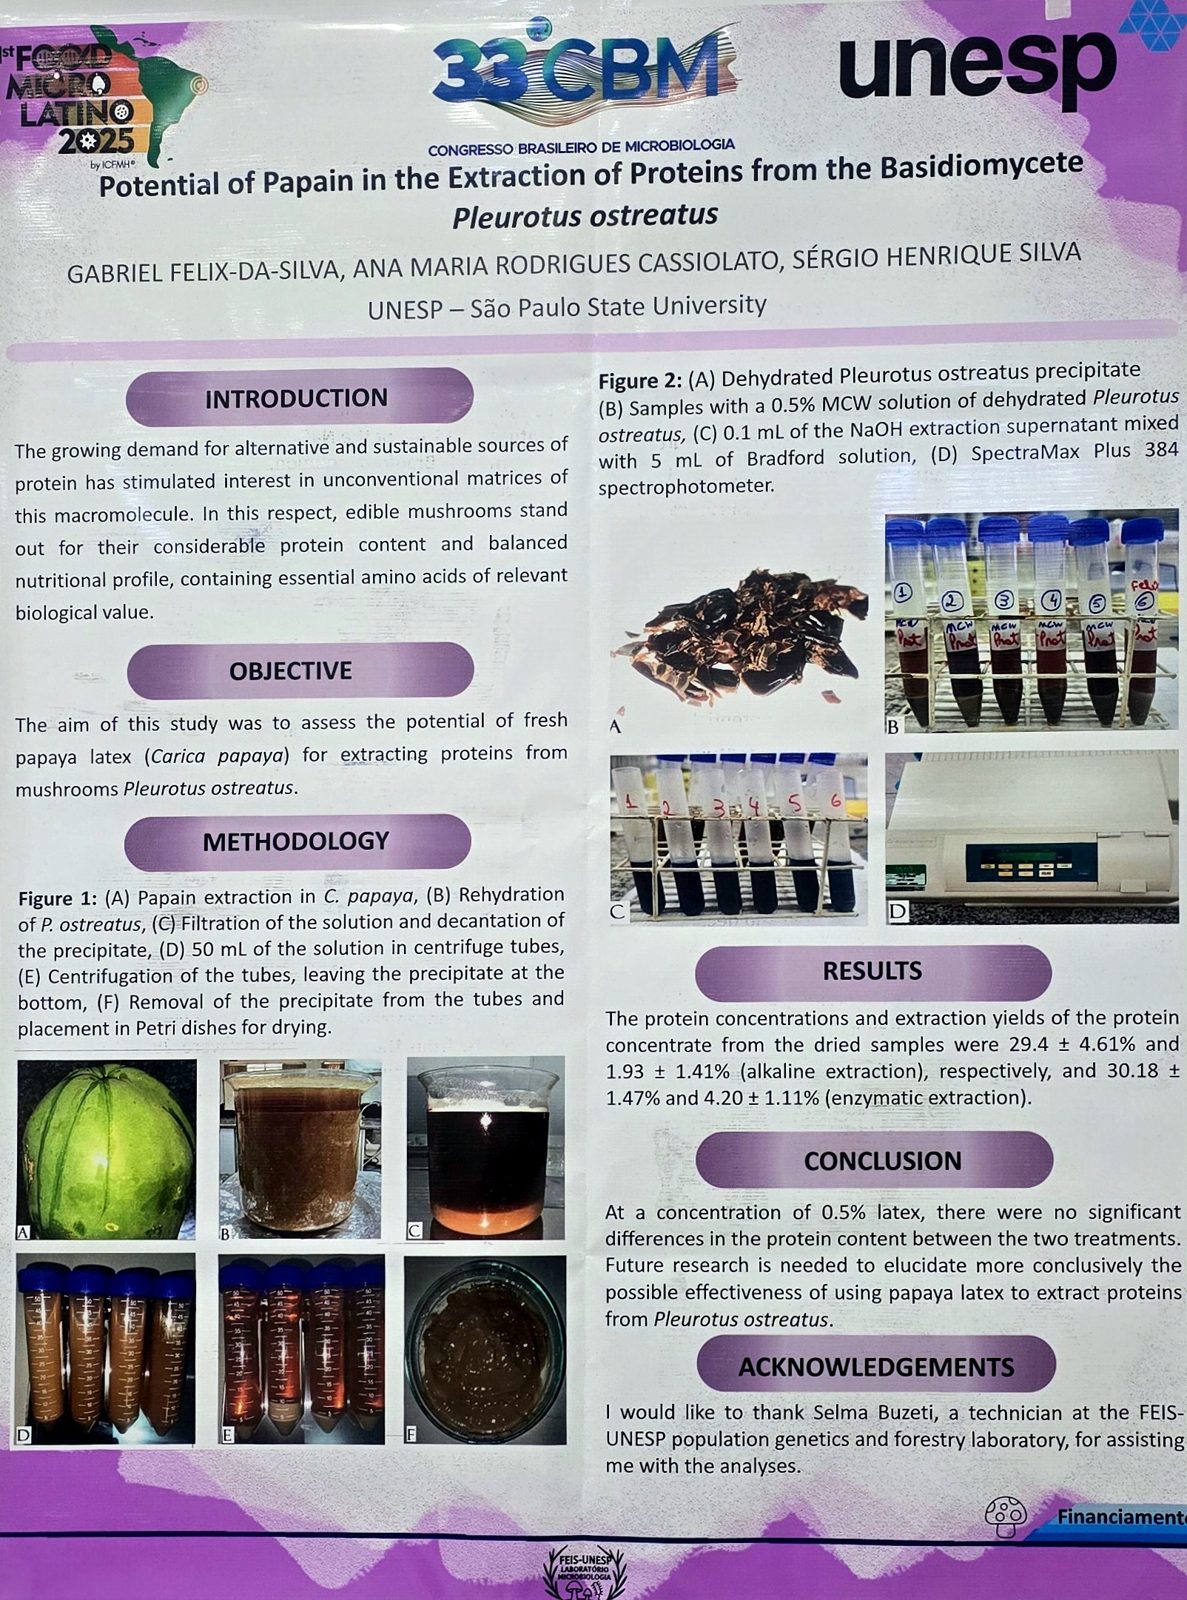 1st FOOD
MICRO
LATINO
2025
by ICFMH®
33º CBM
CONGRESSO BRASILEIRO DE MICROBIOLOGIA
unesp
Potential of Papain in the Extraction of Proteins from the Basidiomycete
Pleurotus ostreatus
GABRIEL FELIX-DA-SILVA, ANA MARIA RODRIGUES CASSIOLATO, SÉRGIO HENRIQUE SILVA
UNESP – São Paulo State University
INTRODUCTION
The growing demand for alternative and sustainable sources of
protein has stimulated interest in unconventional matrices of
this macromolecule. In this respect, edible mushrooms stand
out for their considerable protein content and balanced
nutritional profile, containing essential amino acids of relevant
biological value.
OBJECTIVE
The aim of this study was to assess the potential of fresh
papaya latex (Carica papaya) for extracting proteins from
mushrooms Pleurotus ostreatus.
METHODOLOGY
Figure 1: (A) Papain extraction in C. papaya, (B) Rehydration
of P. ostreatus, (C) Filtration of the solution and decantation of
the precipitate, (D) 50 mL of the solution in centrifuge tubes,
(E) Centrifugation of the tubes, leaving the precipitate at the
bottom, (F) Removal of the precipitate from the tubes and
placement in Petri dishes for drying.
A
B
C
D
E
F
Figure 2: (A) Dehydrated Pleurotus ostreatus precipitate
(B) Samples with a 0.5% MCW solution of dehydrated Pleurotus
ostreatus, (C) 0.1 mL of the NaOH extraction supernatant mixed
with 5 mL of Bradford solution, (D) SpectraMax Plus 384
spectrophotometer.
A
1 2 3 4 5 6
Felix
MCW MCW MCW MCW
Prot Prot Prot Prot Prot Prot
B
1 2 3 4 5 6
C
D
RESULTS
The protein concentrations and extraction yields of the protein
concentrate from the dried samples were 29.4 ± 4.61% and
1.93 ± 1.41% (alkaline extraction), respectively, and 30.18 ±
1.47% and 4.20 ± 1.11% (enzymatic extraction).
CONCLUSION
At a concentration of 0.5% latex, there were no significant
differences in the protein content between the two treatments.
Future research is needed to elucidate more conclusively the
possible effectiveness of using papaya latex to extract proteins
from Pleurotus ostreatus.
ACKNOWLEDGEMENTS
I would like to thank Selma Buzeti, a technician at the FEIS-
UNESP population genetics and forestry laboratory, for assisting
me with the analyses.
Financiamento
FEIS-UNESP
LABORATÓRIO
MICROBIOLOGIA